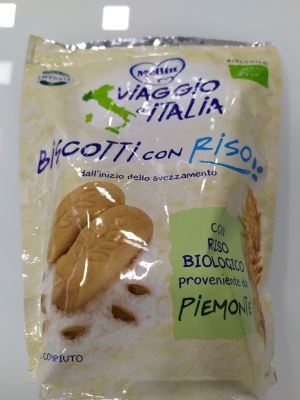 Mellin
BIOLOGICO
VIAGGIO
d'ITALIA
BISCOTTI CON RISO
dall'inizio dello svezzamento
CON
RISO
BIOLOGICO
proveniente dal
PIEMONTE
COMPIUTO